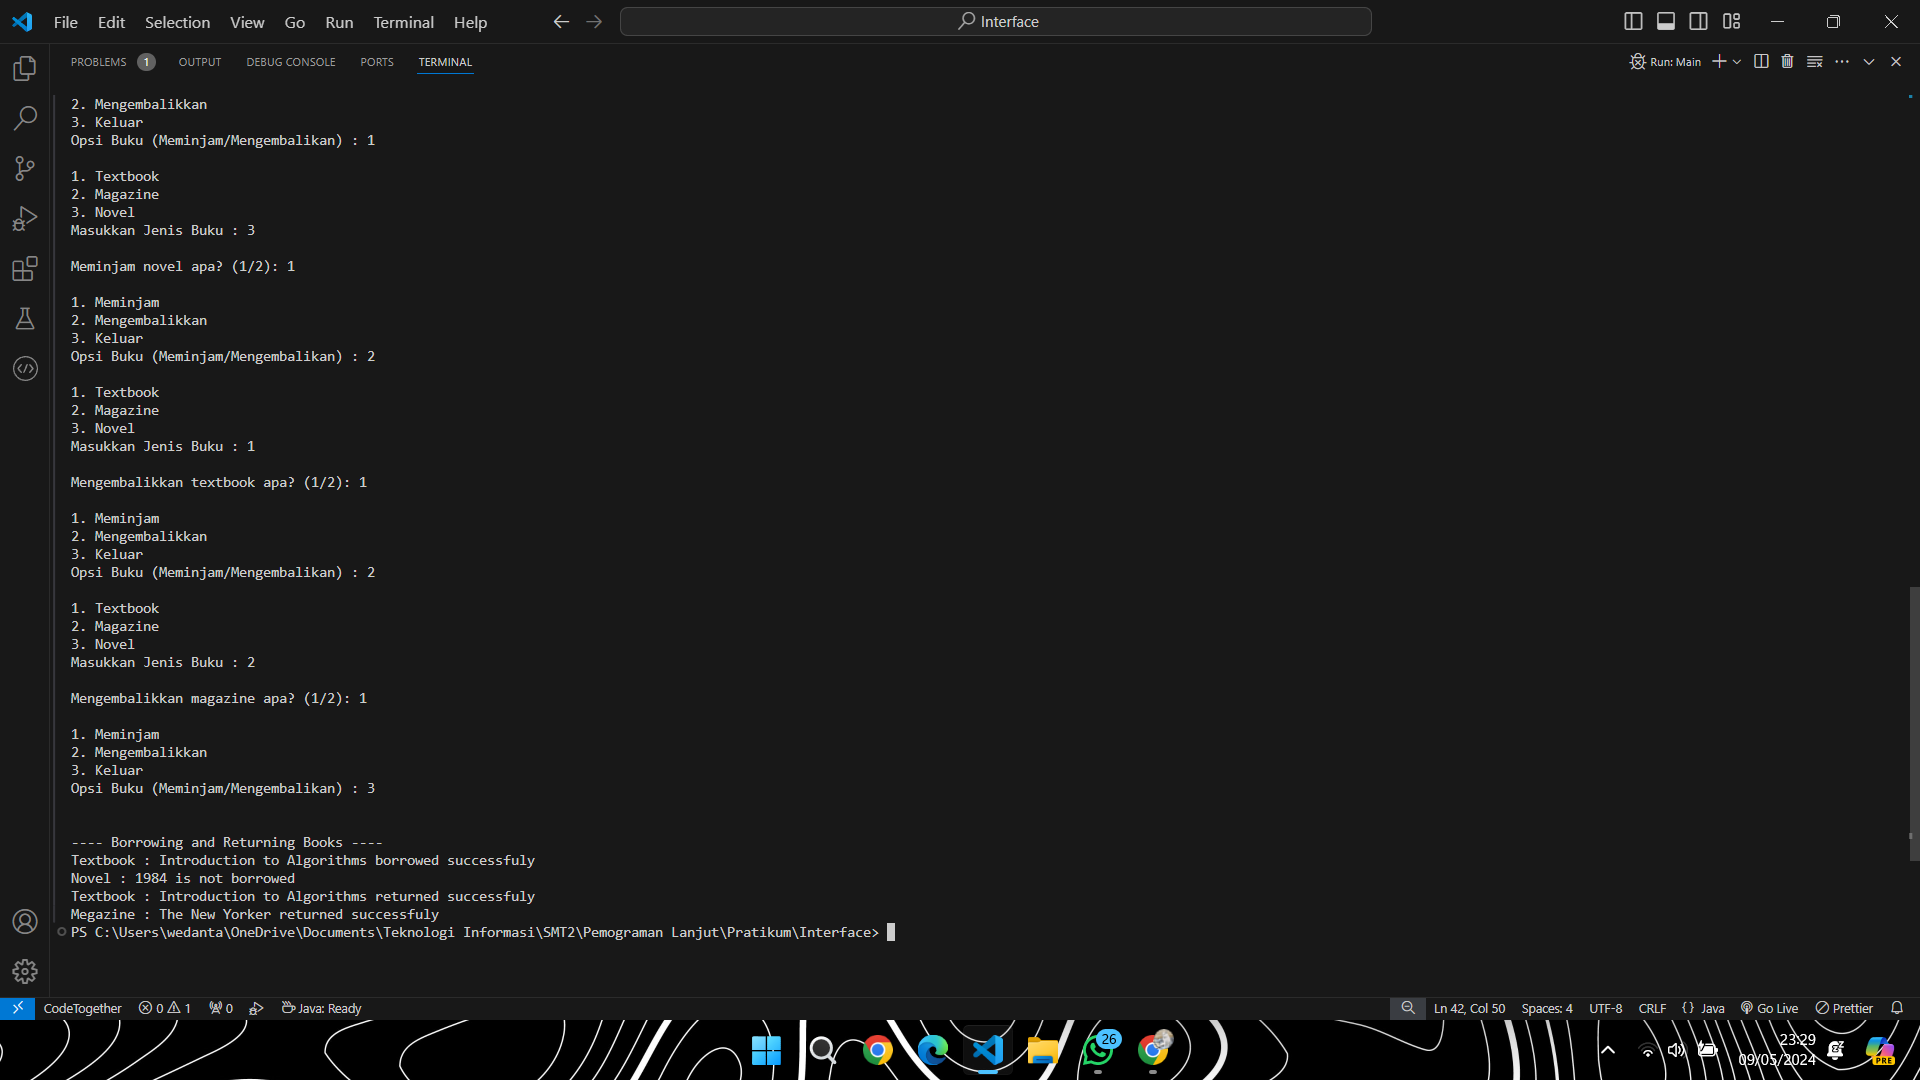 File Edit Selection View Go Run Terminal Help
Interface
PROBLEMS 1 OUTPUT DEBUG CONSOLE PORTS TERMINAL
Run: Main
2. Mengembalikkan
3. Keluar
Opsi Buku (Meminjam/Mengembalikan) : 1
1. Textbook
2. Magazine
3. Novel
Masukkan Jenis Buku : 3
Meminjam novel apa? (1/2): 1
1. Meminjam
2. Mengembalikkan
3. Keluar
Opsi Buku (Meminjam/Mengembalikan) : 2
1. Textbook
2. Magazine
3. Novel
Masukkan Jenis Buku : 1
Mengembalikkan textbook apa? (1/2): 1
1. Meminjam
2. Mengembalikkan
3. Keluar
Opsi Buku (Meminjam/Mengembalikan) : 2
1. Textbook
2. Magazine
3. Novel
Masukkan Jenis Buku : 2
Mengembalikkan magazine apa? (1/2): 1
1. Meminjam
2. Mengembalikkan
3. Keluar
Opsi Buku (Meminjam/Mengembalikan) : 3
---- Borrowing and Returning Books ----
Textbook : Introduction to Algorithms borrowed successfuly
Novel : 1984 is not borrowed
Textbook : Introduction to Algorithms returned successfuly
Megazine : The New Yorker returned successfuly
PS C:\Users\wedanta\OneDrive\Documents\Teknologi Informasi\SMT2\Pemograman Lanjut\Pratikum\Interface>
CodeTogether 0 1 0 Java: Ready
Ln 42, Col 50 Spaces: 4 UTF-8 CRLF {} Java Go Live Prettier
26
23:29
09/05/2024
PRE